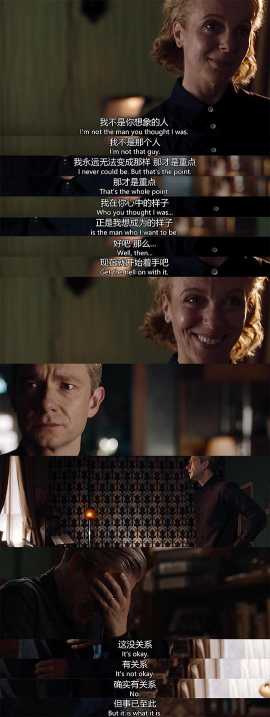 我不是你想象的人
I'm not the man you thought I was.
我不是那个人
I'm not that guy.
我永远无法变成那样 那才是重点
I never could be. But that's the point.
那才是重点
That's the whole point.
我在你心中的样子
Who you thought I was...
正是我想成为的样子
is the man who I want to be
好吧 那么...
Well, then...
现在就开始着手吧
Get the hell on with it.
这没关系
It's okay.
有关系
It's not okay.
确实有关系
No.
但事已至此
But it is what it is